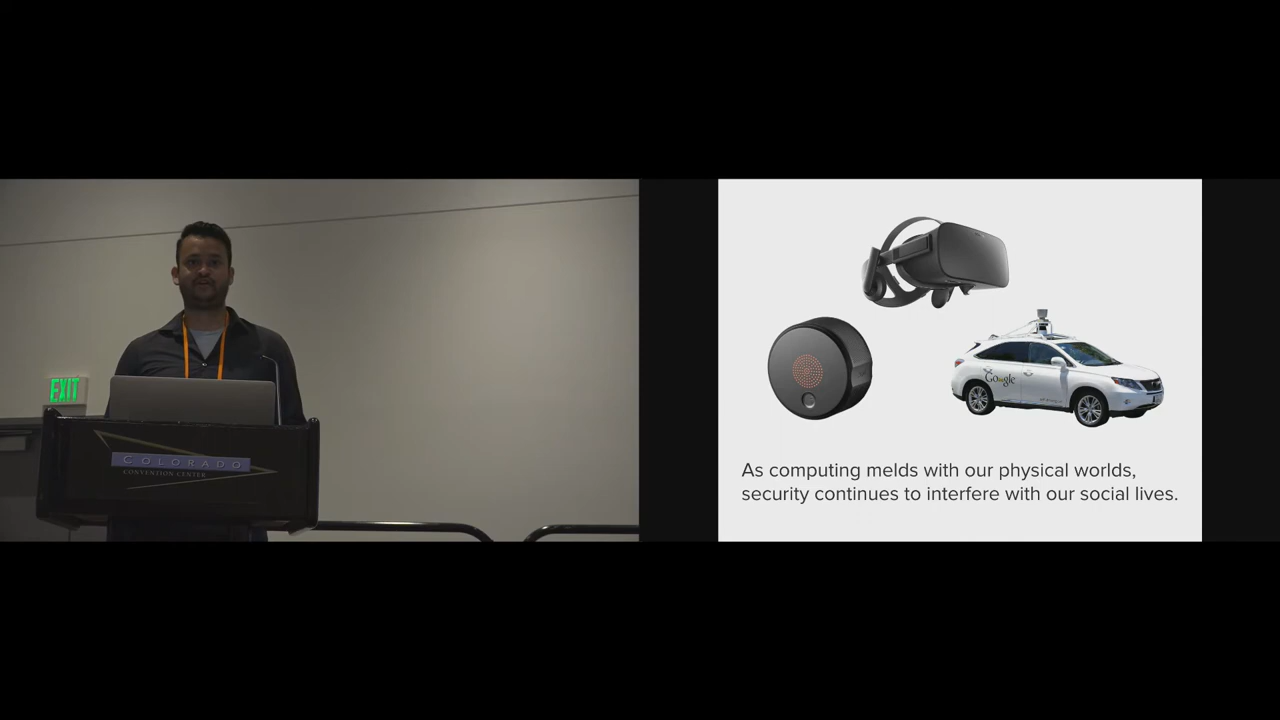 EXIT
COLORADO
CONVENTION CENTER
Google
As computing melds with our physical worlds,
security continues to interfere with our social lives.